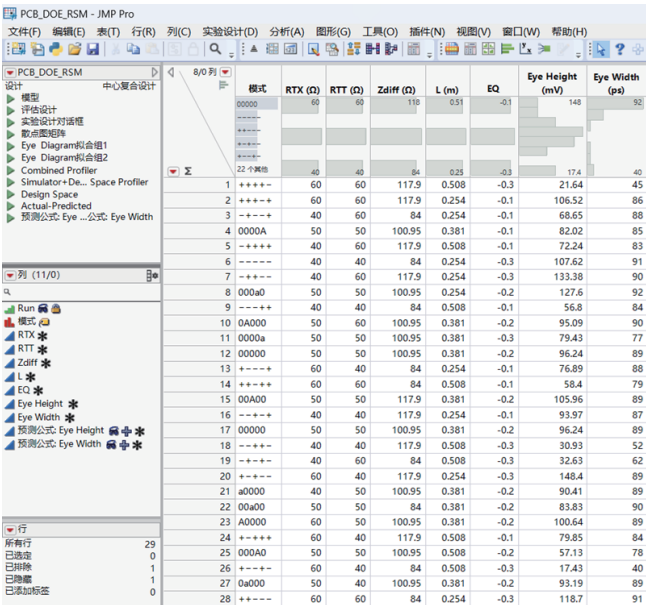 PCB_DOE_RSM - JMP Pro
文件(F) 编辑(E) 表(T) 行(R) 列(C) 实验设计(D) 分析(A) 图形(G) 工具(O) 插件(N) 视图(V) 窗口(W) 帮助(H)
PCB_DOE_RSM
设计 中心复合设计
模型
评估设计
实验设计对话框
散点图矩阵
Eye Diagram拟合组1
Eye Diagram拟合组2
Combined Profiler
Simulator+De... Space Profiler
Design Space
Actual-Predicted
预测公式: Eye ...公式: Eye Width
列 (11/0)
Run
模式
RTX
RTT
Zdiff
L
EQ
Eye Height
Eye Width
预测公式: Eye Height
预测公式: Eye Width
行
所有行 29
已选定 0
已排除 1
已隐藏 1
已添加标签 0
8/0 列
模式 RTX (Ω) RTT (Ω) Zdiff (Ω) L (m) EQ Eye Height (mV) Eye Width (ps)
00000 60 60 118 0.51 -0.1 148 92
-----
++---
+-+--
+--+-
22 个其他 40 40 84 0.25 -0.3 17.4 40
1 ++++- 60 60 117.9 0.508 -0.3 21.64 45
2 +++-+ 60 60 117.9 0.254 -0.1 106.52 86
3 -+--+ 40 60 84 0.254 -0.1 68.65 88
4 0000A 50 50 100.95 0.381 -0.1 82.02 85
5 -++++ 40 60 117.9 0.508 -0.1 72.24 83
6 ----- 40 40 84 0.254 -0.3 107.62 91
7 -++-- 40 60 117.9 0.254 -0.3 133.38 90
8 000a0 50 50 100.95 0.254 -0.2 127.6 92
9 ---++ 40 40 84 0.508 -0.1 56.8 84
10 0A000 50 60 100.95 0.381 -0.2 95.09 90
11 0000a 50 50 100.95 0.381 -0.3 79.43 77
12 00000 50 50 100.95 0.381 -0.2 96.24 89
13 +---+ 60 40 84 0.254 -0.1 76.89 88
14 ++-++ 60 60 84 0.508 -0.1 58.4 79
15 00A00 50 50 117.9 0.381 -0.2 105.96 89
16 --+-+ 40 40 117.9 0.254 -0.1 93.97 87
17 00000 50 50 100.95 0.381 -0.2 96.24 89
18 --++- 40 40 117.9 0.508 -0.3 30.93 52
19 -+-+- 40 60 84 0.508 -0.3 32.63 62
20 +-+-- 60 40 117.9 0.254 -0.3 148.4 89
21 a0000 40 50 100.95 0.381 -0.2 90.41 89
22 00a00 50 50 84 0.381 -0.2 83.83 90
23 A0000 60 50 100.95 0.381 -0.2 100.64 89
24 +-+++ 60 40 117.9 0.508 -0.1 79.85 84
25 000A0 50 50 100.95 0.508 -0.2 57.13 78
26 +--+- 60 40 84 0.508 -0.3 17.43 40
27 0a000 50 40 100.95 0.381 -0.2 93.19 89
28 ++--- 60 60 84 0.254 -0.3 118.7 91